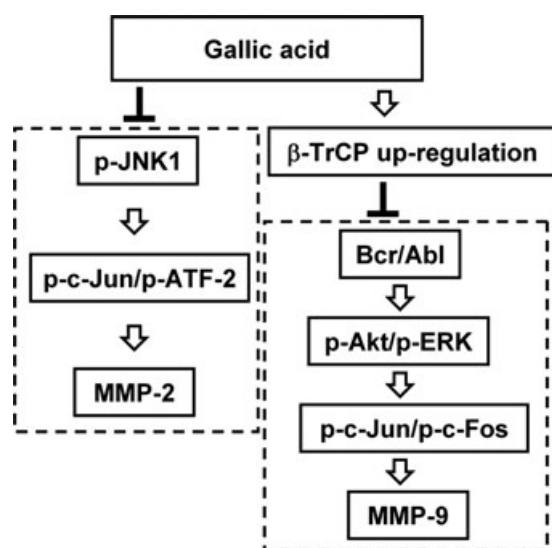 Gallic acid
p-JNK1
β-TrCP up-regulation
p-c-Jun/p-ATF-2
Bcr/Abl
MMP-2
p-Akt/p-ERK
p-c-Jun/p-c-Fos
MMP-9